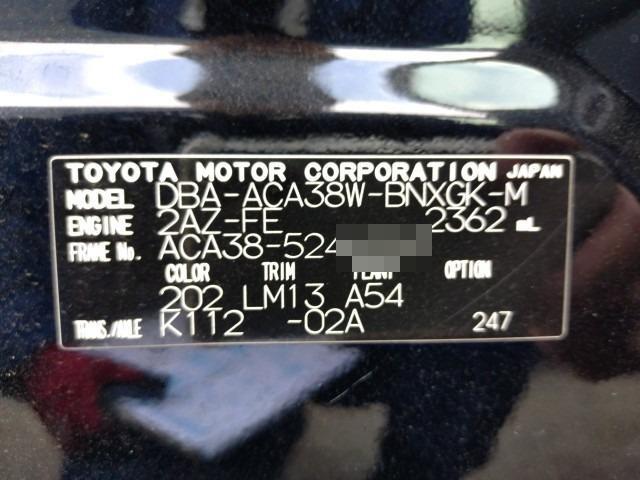 TOYOTA MOTOR CORPORATION JAPAN
MODEL DBA-ACA38W-BNXGK-M
ENGINE 2AZ-FE 2362 mL
FRAME No. ACA38-524
COLOR TRIM PLANT OPTION
202 LM13 A54
TRANS./AXLE K112 -02A 247